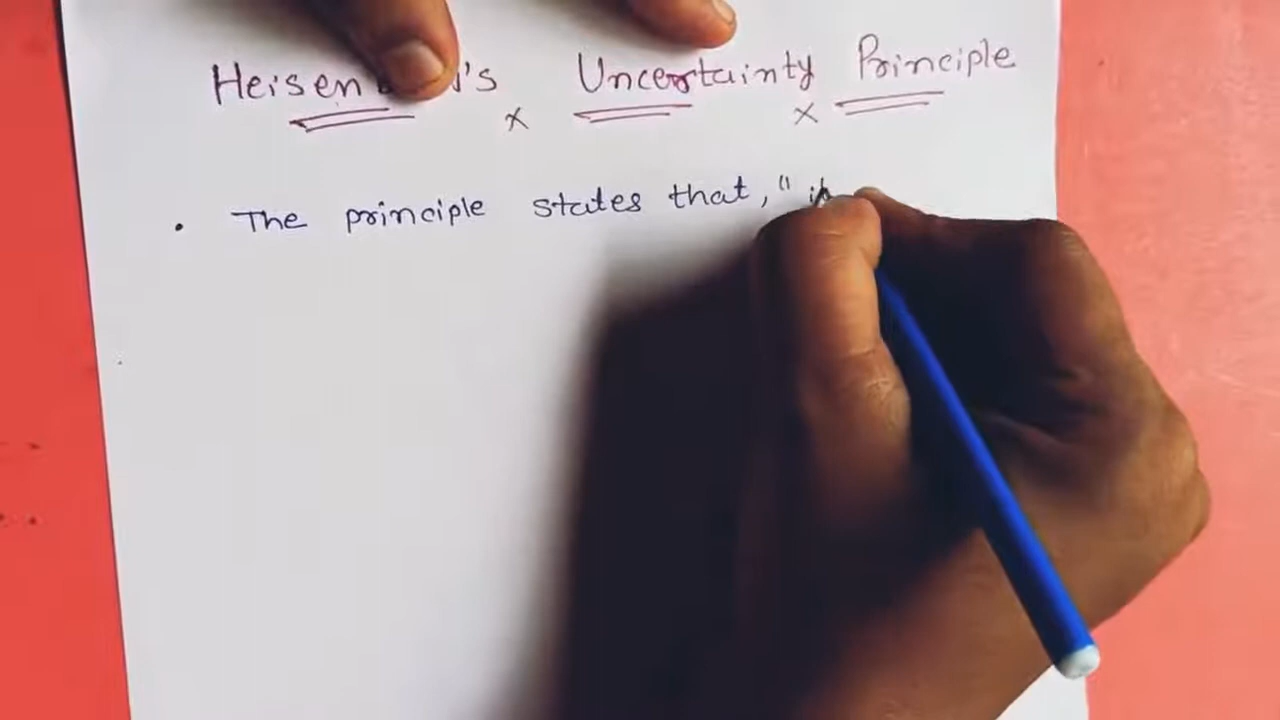 Uncertainty Principle
• The principle states that, "